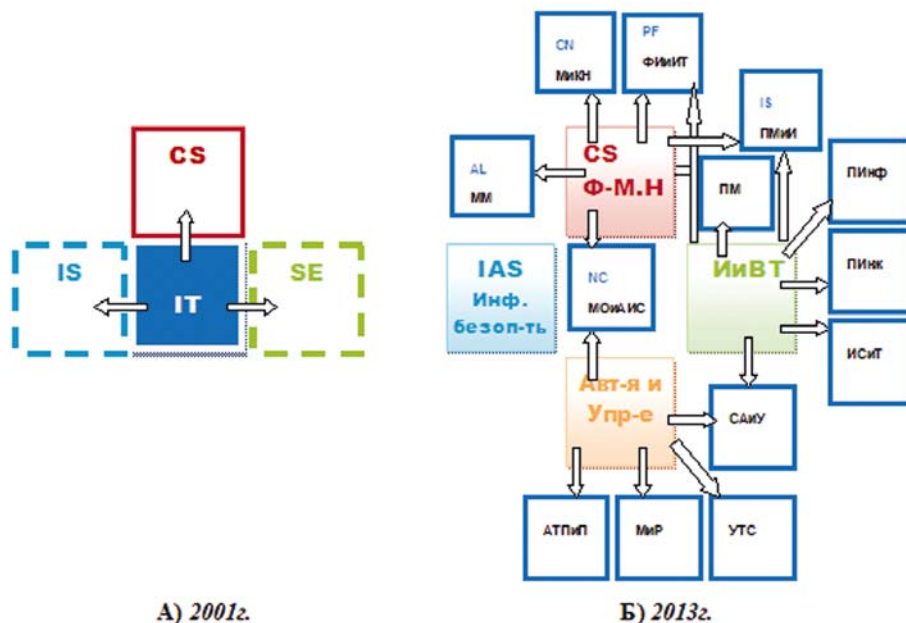 CS
IS
IT
SE
А) 2001г.
CN
МиКН
PF
ФИиИТ
IS
ПМиИ
AL
ММ
CS
Ф-М.Н
ПМ
ПИнф
IAS
Инф.
безоп-ть
NC
МОиАИС
ИиВТ
ПИнж
ИСиТ
Авт-я и
Упр-е
САиУ
АТПиП
МиР
УТС
Б) 2013г.